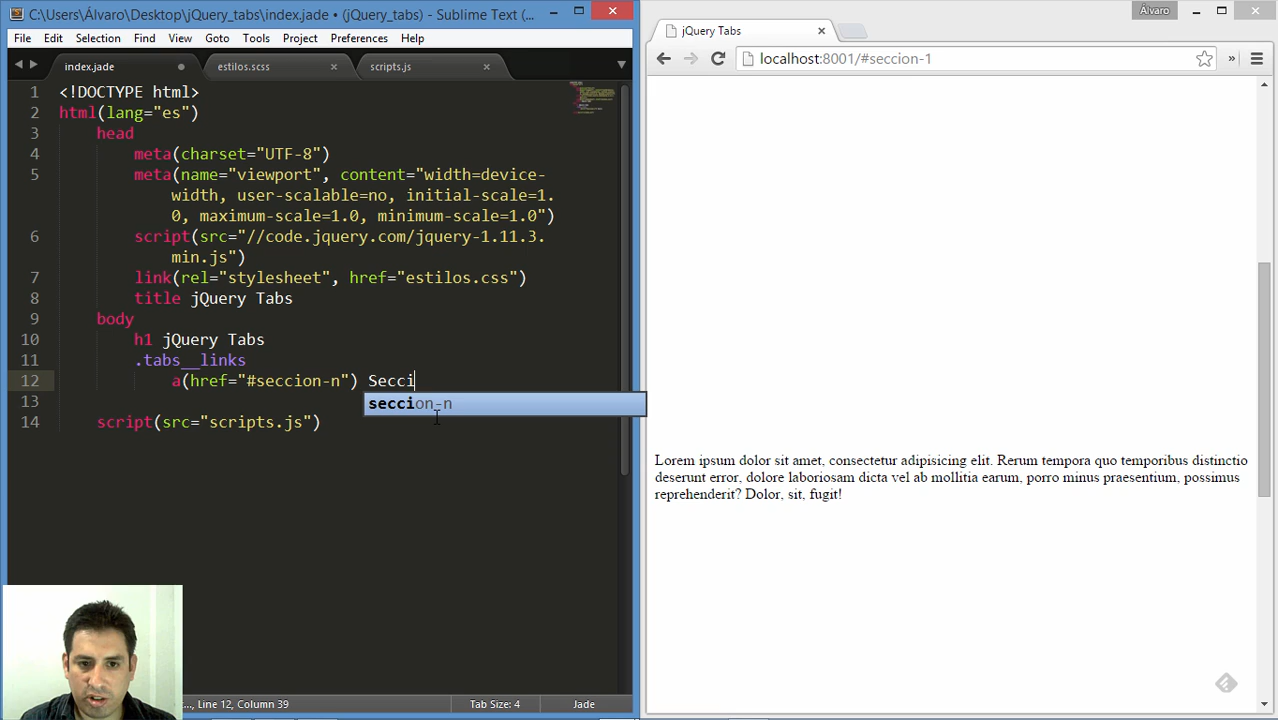 C:\Users\Álvaro\Desktop\jQuery_tabs\index.jade • (jQuery_tabs) - Sublime Text (...
File Edit Selection Find View Goto Tools Project Preferences Help
index.jade estilos.scss scripts.js
1 <!DOCTYPE html>
2 html(lang="es")
3 head
4 meta(charset="UTF-8")
5 meta(name="viewport", content="width=device-
width, user-scalable=no, initial-scale=1.
0, maximum-scale=1.0, minimum-scale=1.0")
6 script(src="//code.jquery.com/jquery-1.11.3.
min.js")
7 link(rel="stylesheet", href="estilos.css")
8 title jQuery Tabs
9 body
10 h1 jQuery Tabs
11 .tabs__links
12 a(href="#seccion-n") Secci
seccion-n
13
14 script(src="scripts.js")
..., Line 12, Column 39 Tab Size: 4 Jade
Álvaro
jQuery Tabs
localhost:8001/#seccion-1
Lorem ipsum dolor sit amet, consectetur adipisicing elit. Rerum tempora quo temporibus distinctio
deserunt error, dolore laboriosam dicta vel ab mollitia earum, porro minus praesentium, possimus
reprehenderit? Dolor, sit, fugit!